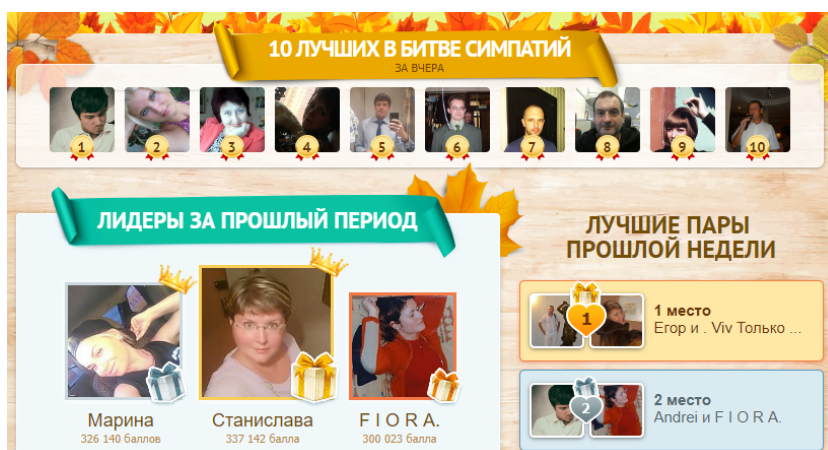 10 ЛУЧШИХ В БИТВЕ СИМПАТИЙ
ЗА ВЧЕРА
1 2 3 4 5 6 7 8 9 10
ЛИДЕРЫ ЗА ПРОШЛЫЙ ПЕРИОД
Марина
326 140 баллов
Станислава
337 142 балла
F I O R A.
300 023 балла
ЛУЧШИЕ ПАРЫ
ПРОШЛОЙ НЕДЕЛИ
1
1 место
Егор и . Viv Только ...
2
2 место
Andrei и F I O R A.